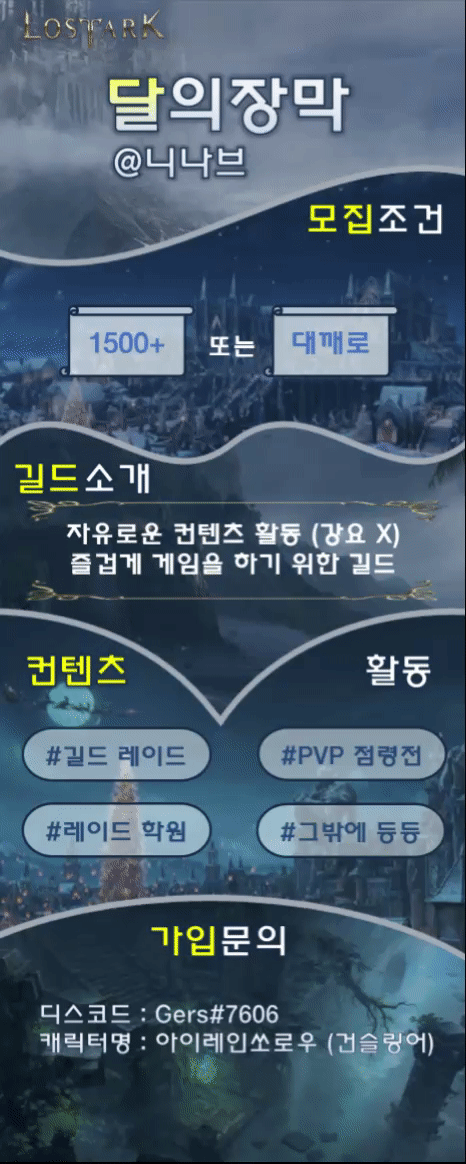 LOSTARK
달의장막
@니나브
모집조건
1500+ 또는 대깨로
길드소개
자유로운 컨텐츠 활동 (강요 X)
즐겁게 게임을 하기 위한 길드
컨텐츠 활동
#길드 레이드 #PVP 점령전
#레이드 학원 #그밖에 등등
가입문의
디스코드 : Gers#7606
캐릭터명 : 아이레인쏘로우 (건슬링어)